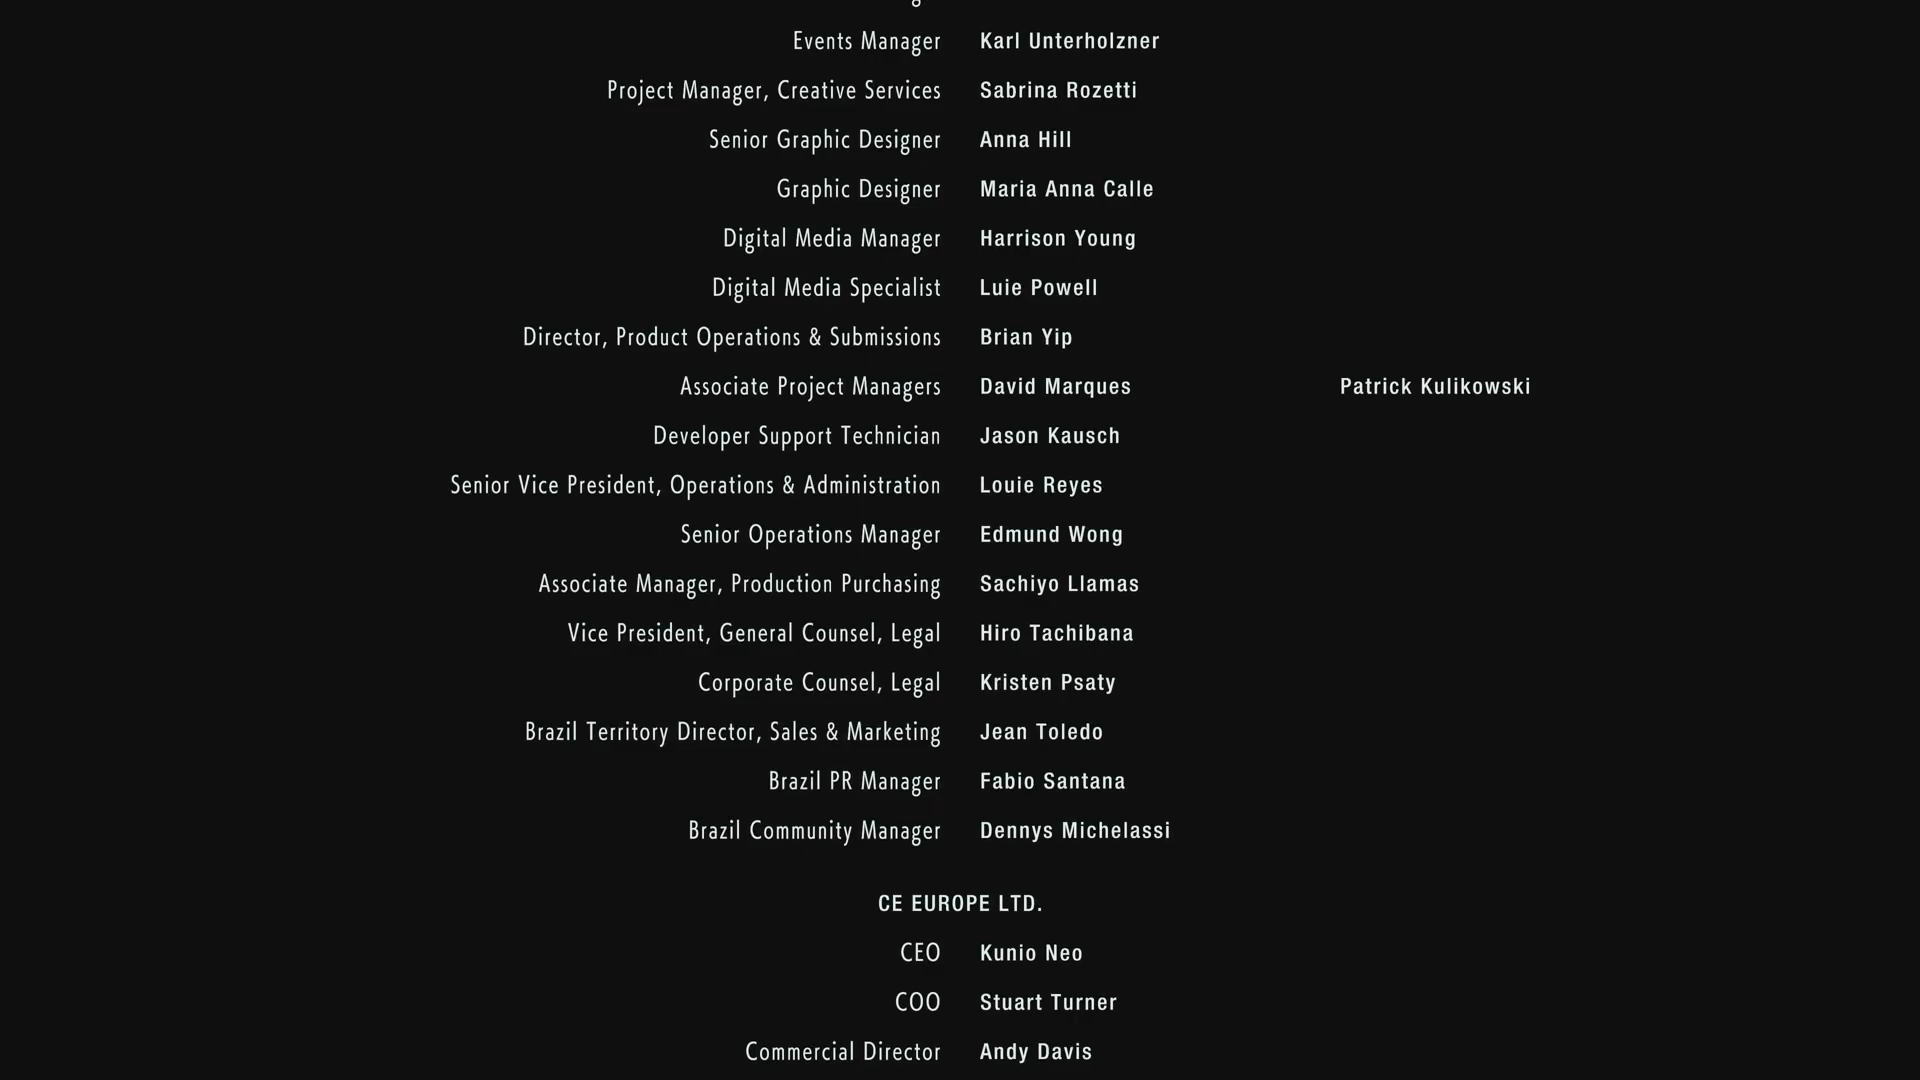 Events Manager Karl Unterholzner
Project Manager, Creative Services Sabrina Rozetti
Senior Graphic Designer Anna Hill
Graphic Designer Maria Anna Calle
Digital Media Manager Harrison Young
Digital Media Specialist Luie Powell
Director, Product Operations & Submissions Brian Yip
Associate Project Managers David Marques Patrick Kulikowski
Developer Support Technician Jason Kausch
Senior Vice President, Operations & Administration Louie Reyes
Senior Operations Manager Edmund Wong
Associate Manager, Production Purchasing Sachiyo Llamas
Vice President, General Counsel, Legal Hiro Tachibana
Corporate Counsel, Legal Kristen Psaty
Brazil Territory Director, Sales & Marketing Jean Toledo
Brazil PR Manager Fabio Santana
Brazil Community Manager Dennys Michelassi
CE EUROPE LTD.
CEO Kunio Neo
COO Stuart Turner
Commercial Director Andy Davis